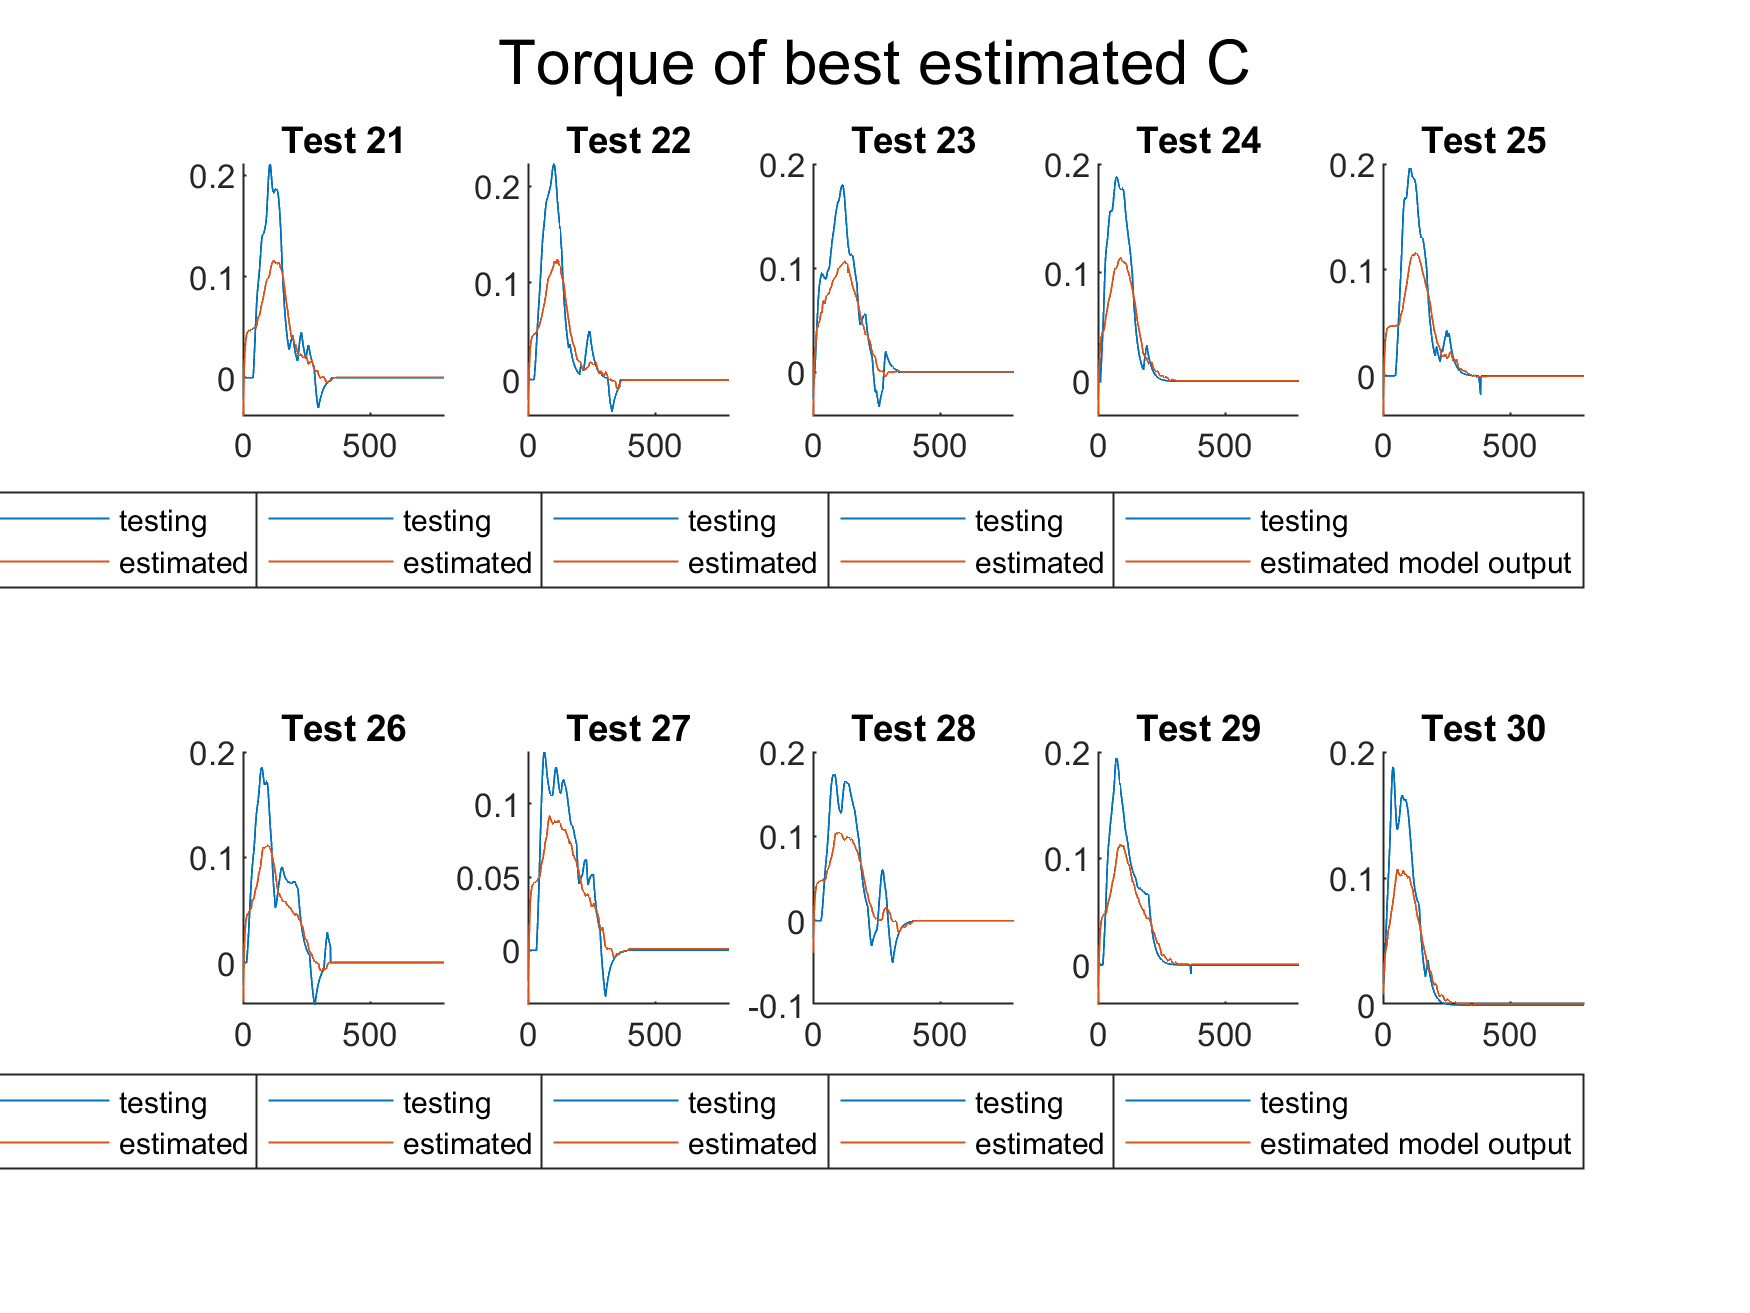 Torque of best estimated C
Test 21 Test 22 Test 23 Test 24 Test 25
0.2 0.2 0.2 0.2 0.2
0.1 0.1 0.1 0.1 0.1
0 0 0 0 0
0 500 0 500 0 500 0 500 0 500
testing testing testing testing testing
estimated estimated estimated estimated estimated model output
Test 26 Test 27 Test 28 Test 29 Test 30
0.2 0.1 0.2 0.2 0.2
0.1 0.05 0.1 0.1 0.1
0 0 0 0 0
-0.1
0 500 0 500 0 500 0 500 0 500
testing testing testing testing testing
estimated estimated estimated estimated estimated model output